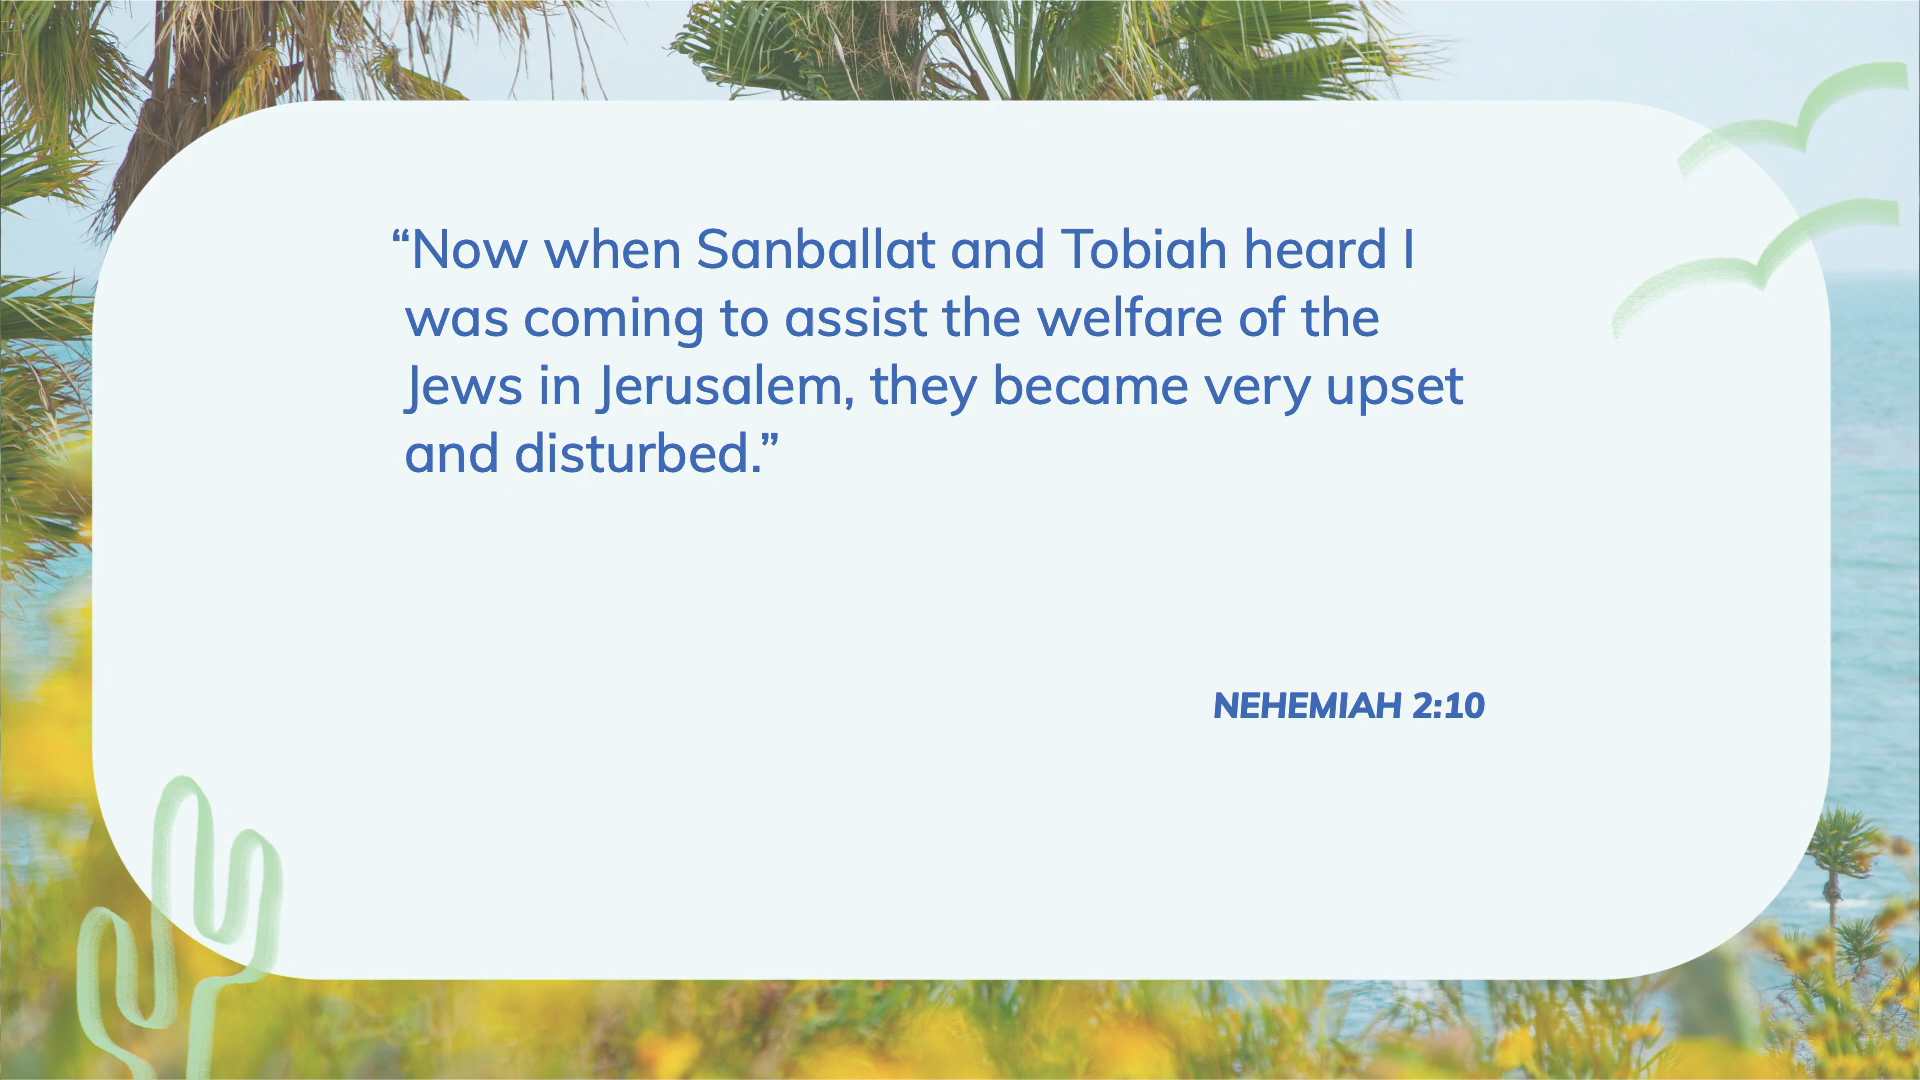 “Now when Sanballat and Tobiah heard I
was coming to assist the welfare of the
Jews in Jerusalem, they became very upset
and disturbed.”
NEHEMIAH 2:10